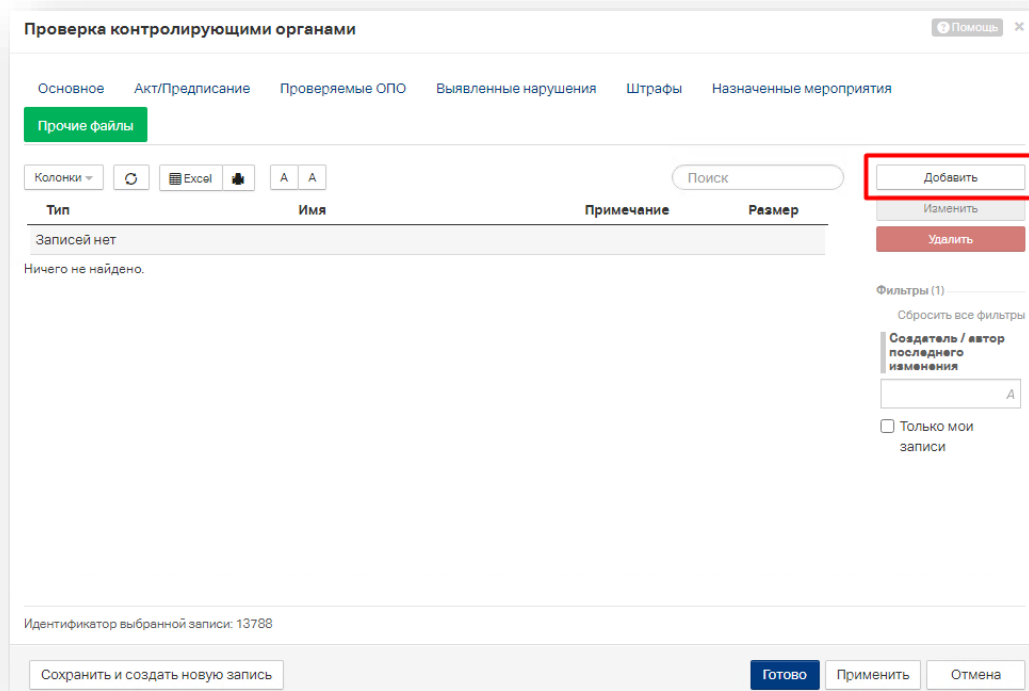 Проверка контролирующими органами
Помощь ×
Основное Акт/Предписание Проверяемые ОПО Выявленные нарушения Штрафы Назначенные мероприятия
Прочие файлы
Колонки Excel A A Поиск Добавить
Тип Имя Примечание Размер Изменить
Записей нет Удалить
Ничего не найдено.
Фильтры (1)
Сбросить все фильтры
Создатель / автор
последнего
изменения
A
Только мои
записи
Идентификатор выбранной записи: 13788
Сохранить и создать новую запись Готово Применить Отмена